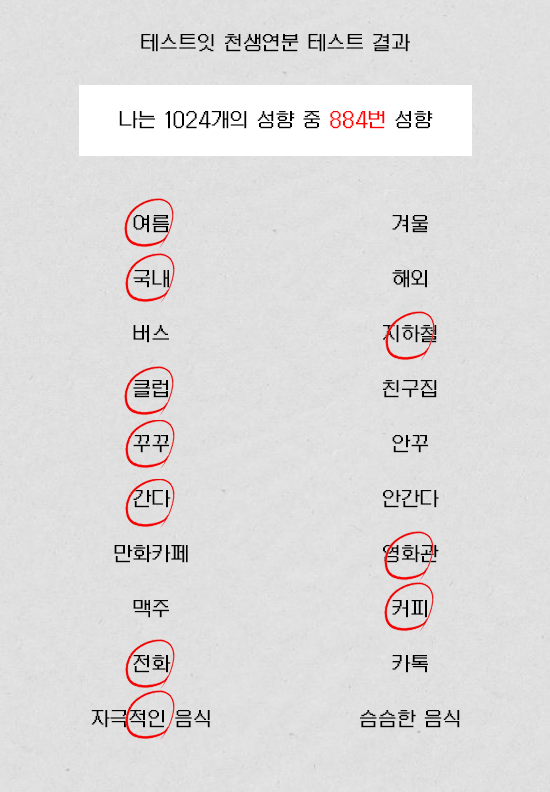 테스트잇 천생연분 테스트 결과
나는 1024개의 성향 중 884번 성향
여름 겨울
국내 해외
버스 지하철
클럽 친구집
꾸꾸 안꾸
간다 안간다
만화카페 영화관
맥주 커피
전화 카톡
자극적인 음식 슴슴한 음식